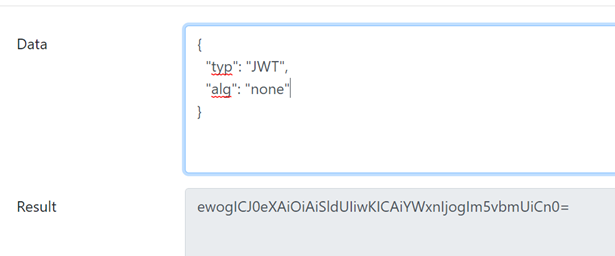 Data
{
"typ": "JWT",
"alg": "none"
}
Result
ewogICJ0eXAiOiAiSldUIiwKICAiYWxnIjogIm5vbmUiCn0=